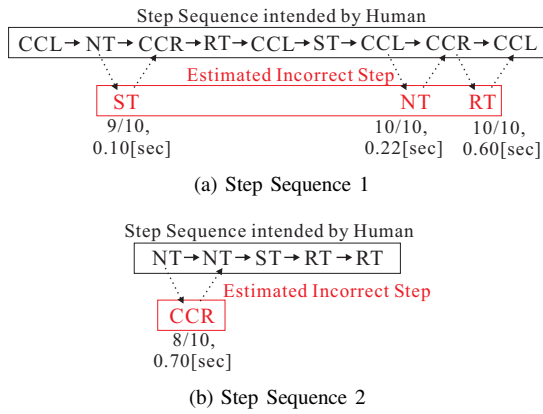 Step Sequence intended by Human
CCL→NT→CCR→RT→CCL→ST→CCL→CCR→CCL
Estimated Incorrect Step
ST NT RT
9/10, 10/10, 10/10,
0.10[sec] 0.22[sec] 0.60[sec]
(a) Step Sequence 1
Step Sequence intended by Human
NT→NT→ST→RT→RT
Estimated Incorrect Step
CCR
8/10,
0.70[sec]
(b) Step Sequence 2